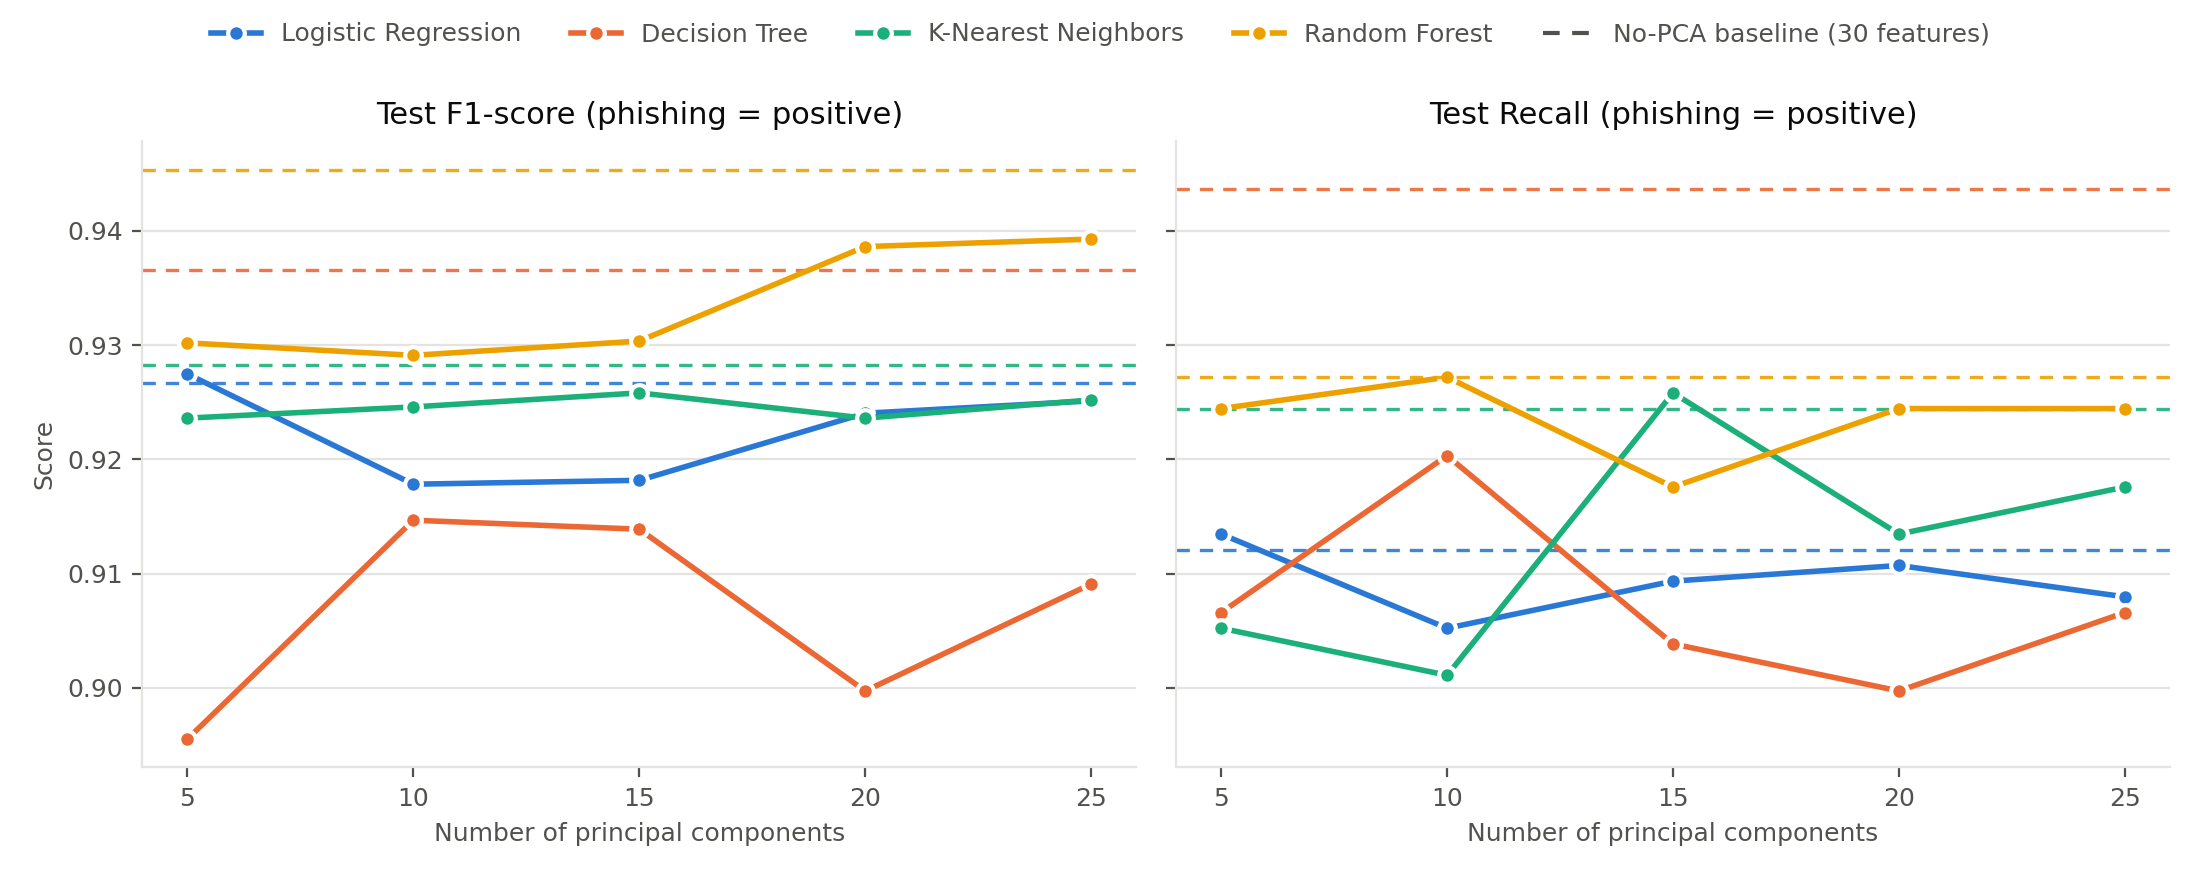 Logistic Regression Decision Tree K-Nearest Neighbors Random Forest No-PCA baseline (30 features)
Test F1-score (phishing = positive)
Score
0.94
0.93
0.92
0.91
0.90
5 10 15 20 25
Number of principal components
Test Recall (phishing = positive)
5 10 15 20 25
Number of principal components